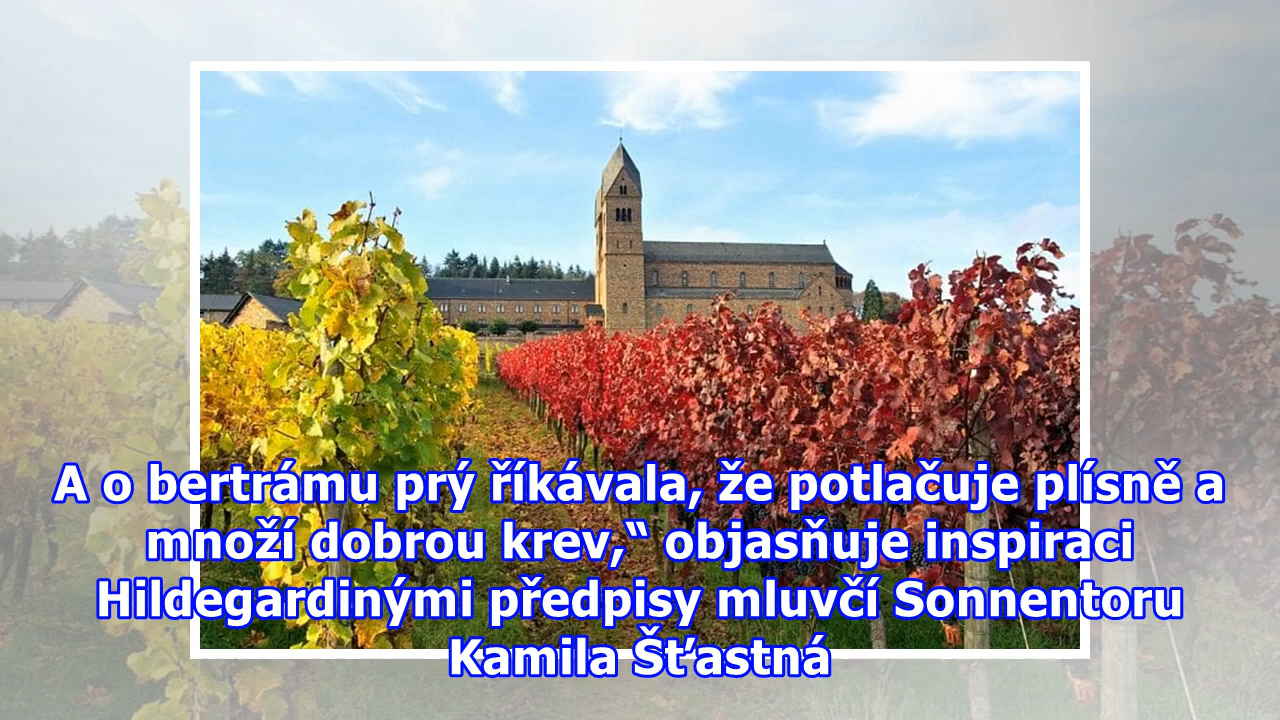 A o bertrámu prý říkávala, že potlačuje plísně a
množí dobrou krev,“ objasňuje inspiraci
Hildegardinými předpisy mluvčí Sonnentoru
Kamila Šťastná